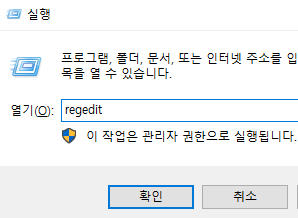 실행
프로그램, 폴더, 문서, 또는 인터넷 주소를 입
목을 열 수 있습니다.
열기(O): regedit
이 작업은 관리자 권한으로 실행됩니다.
확인 취소